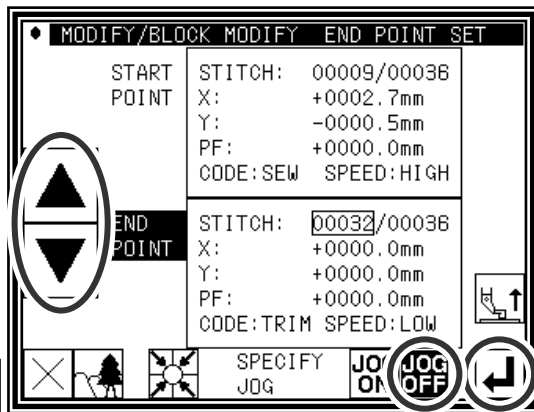 MODIFY/BLOCK MODIFY END POINT SET
START POINT
STITCH: 00009/00036
X: +0002.7mm
Y: -0000.5mm
PF: +0000.0mm
CODE:SEW SPEED:HIGH
END POINT
STITCH: 00032/00036
X: +0000.0mm
Y: +0000.0mm
PF: +0000.0mm
CODE:TRIM SPEED:LOW
SPECIFY JOG
JOG ON
JOG OFF